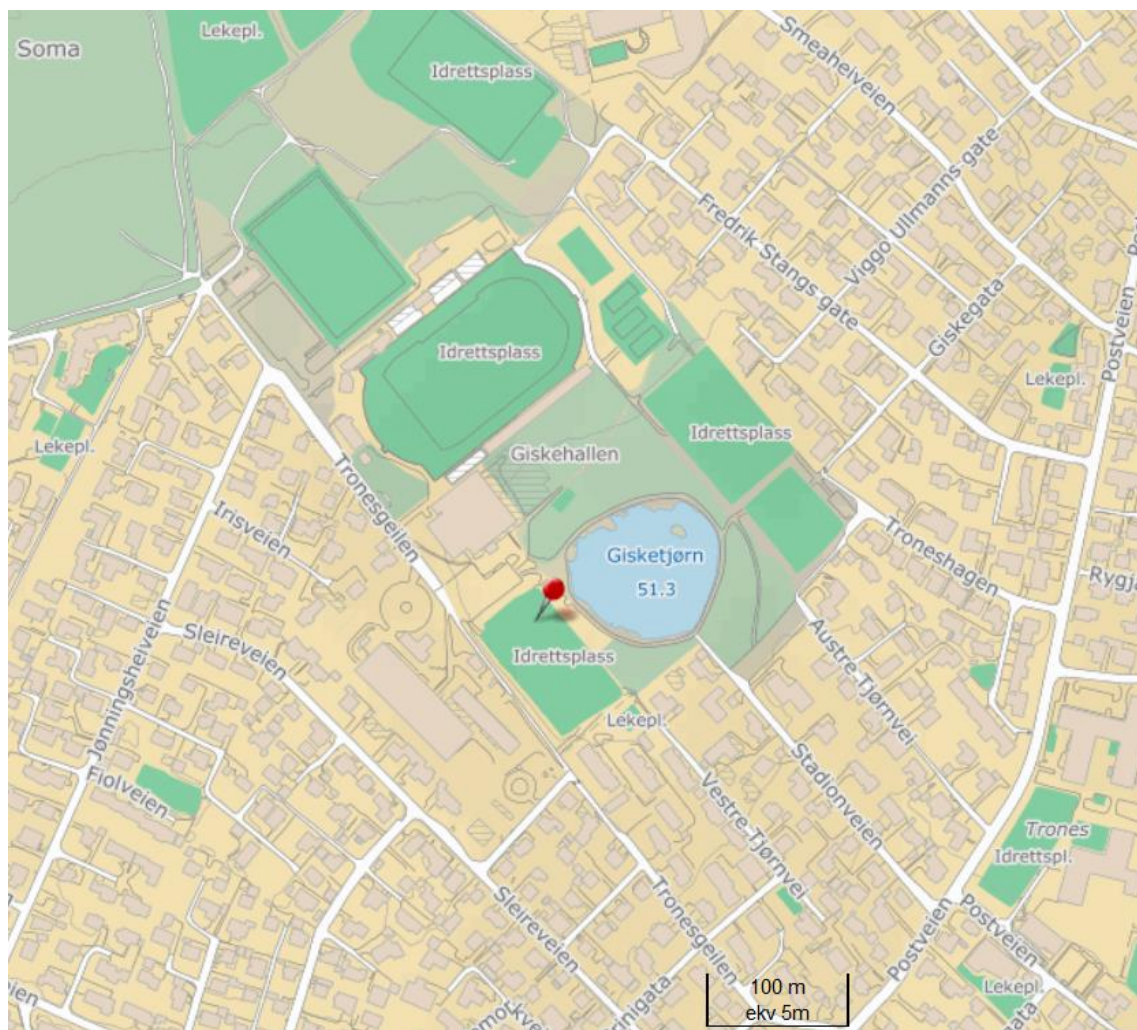 Lekepl.
Smeaheiveien
Soma
Idrettsplass
Viggo Ullmanns gate
Fredrik Stangs gate
Giskegata
Postveien
Idrettsplass
Lekepl.
Idrettsplass
Lekepl.
Giskehallen
Tronesgeilen
Irisveien
Gisketjørn
51.3
Troneshagen
Sleireveien
Idrettsplass
Austre Tjørnvei
Jønningsheiveien
Lekepl.
Fiolveien
Stadionveien
Vestre Tjørnvei
Trones
Idrettspl.
Sleireveien
Tronesgeilen
Postveien
Postveien
Lekepl.
100 m
ekv 5m